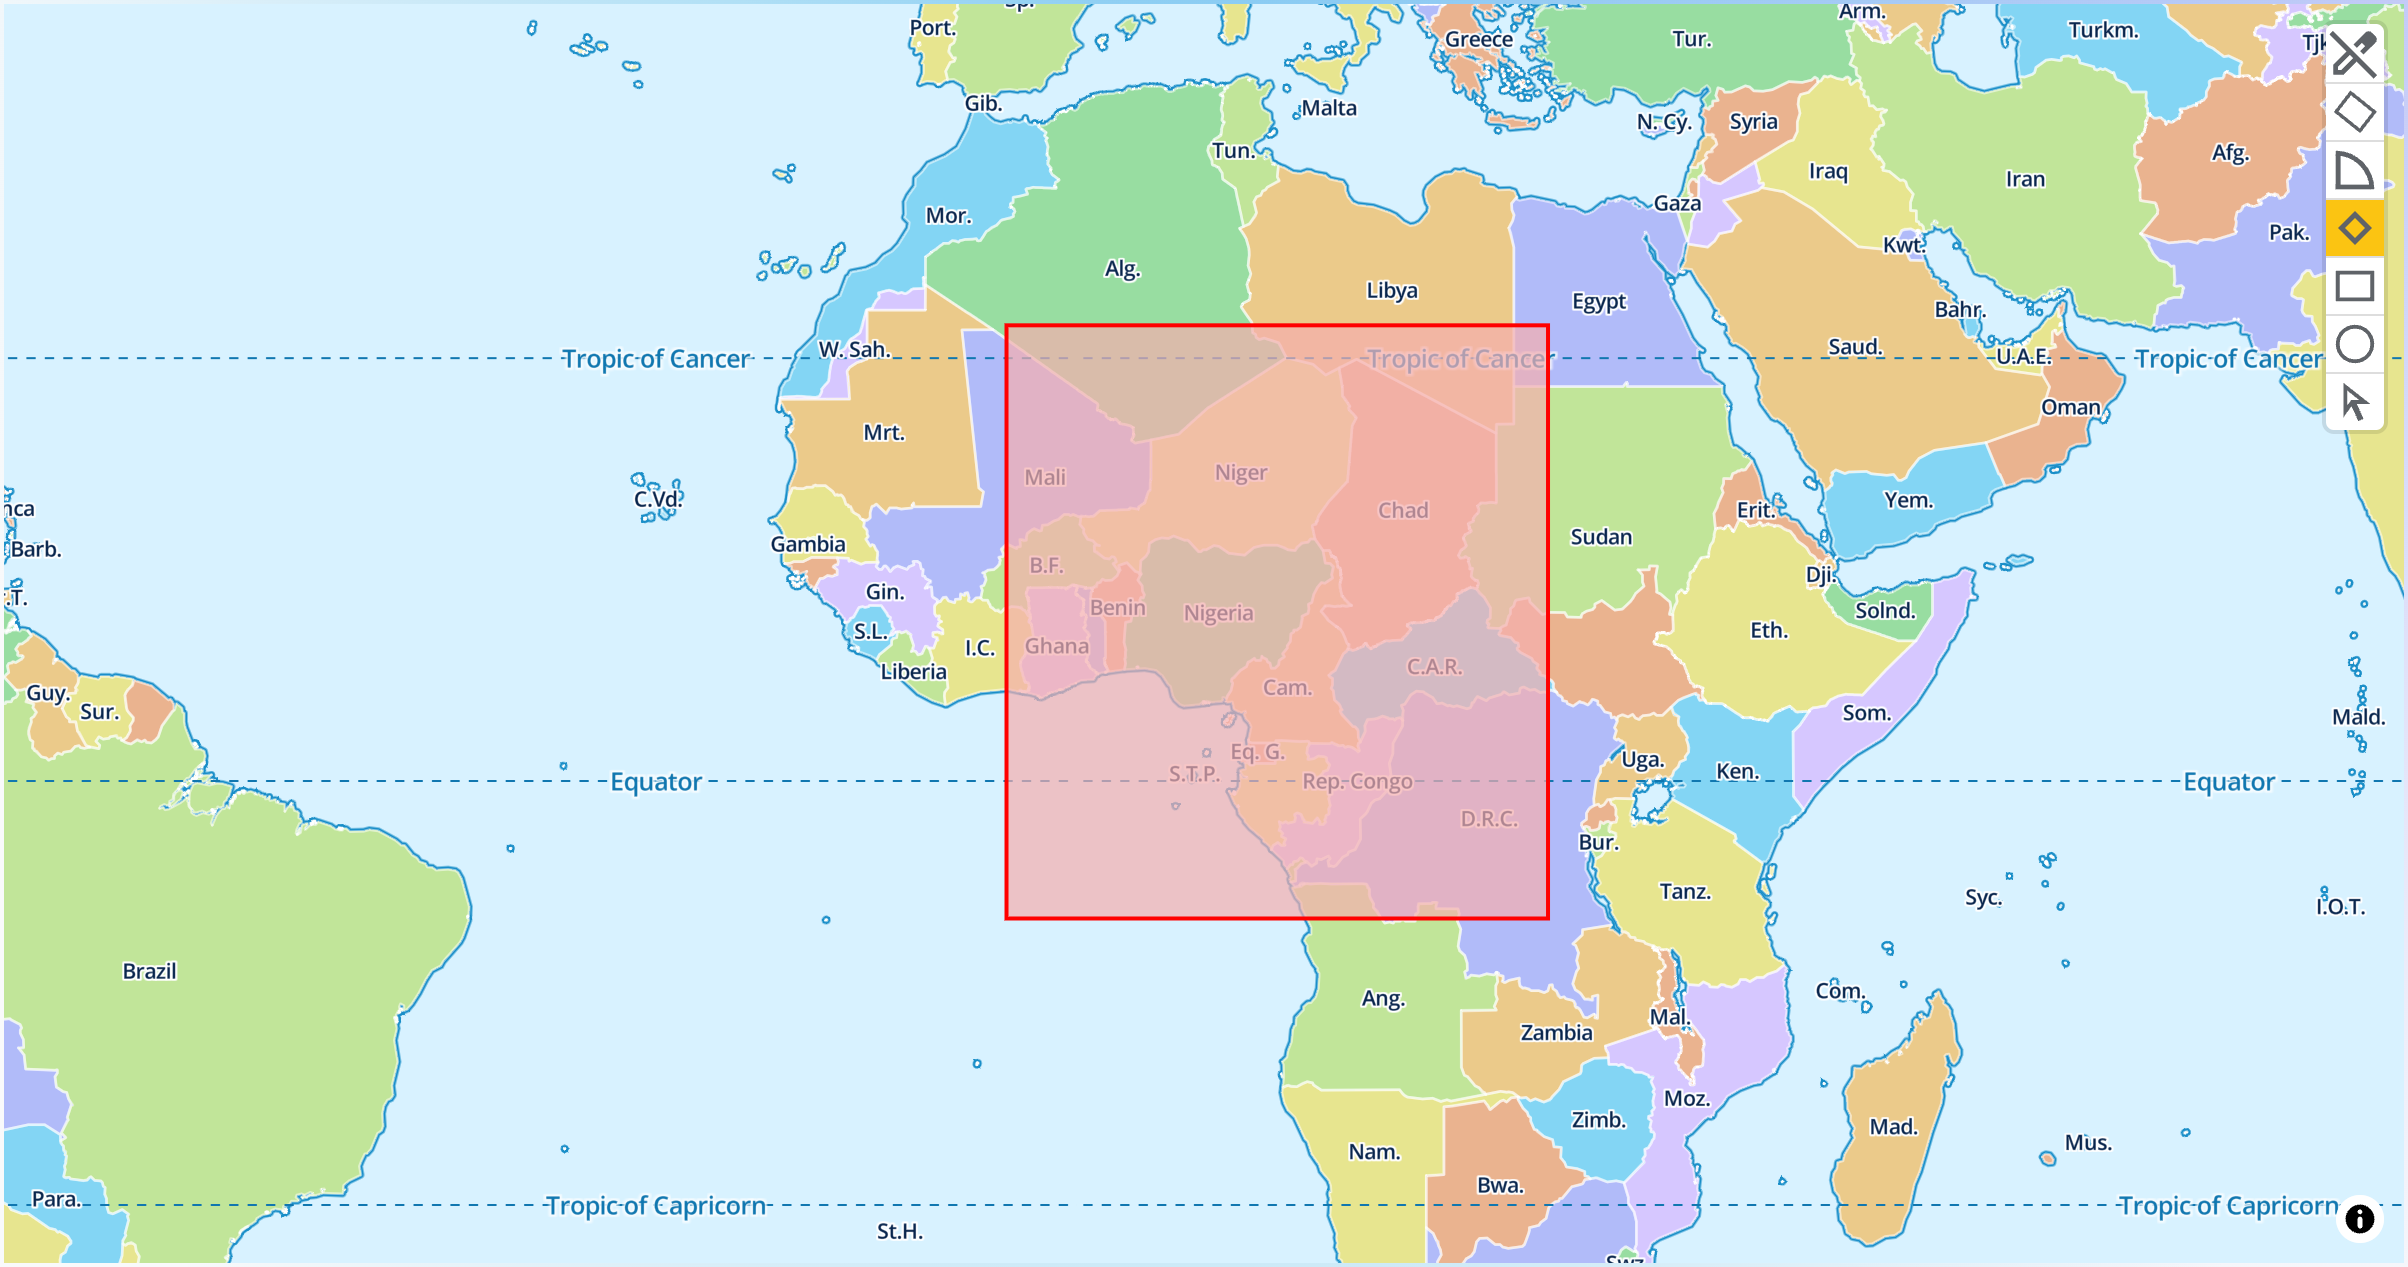 Port.
Greece
Tur.
Arm.
Turkm.
Gib.
Malta
N. Cy.
Syria
Tun.
Iraq
Iran
Afg.
Mor.
Gaza
Kwt.
Pak.
Alg.
Libya
Egypt
Bahr.
W. Sah.
Tropic of Cancer
Tropic of Cancer
Saud.
U.A.E.
Tropic of Cancer
Oman
Mrt.
Mali
Niger
C.Vd.
Chad
Erit.
Yem.
Barb.
Gambia
Sudan
B.F.
Dji.
Gin.
Benin
Nigeria
Solnd.
S.L.
I.C.
Ghana
Eth.
Liberia
C.A.R.
Guy.
Sur.
Cam.
Som.
Mald.
Eq. G.
Uga.
Ken.
S.T.P.
Equator
Rep. Congo
Equator
D.R.C.
Bur.
Tanz.
Syc.
I.O.T.
Brazil
Ang.
Com.
Mal.
Zambia
Moz.
Zimb.
Mad.
Mus.
Nam.
Bwa.
Para.
Tropic of Capricorn
Tropic of Capricorn
St.H.